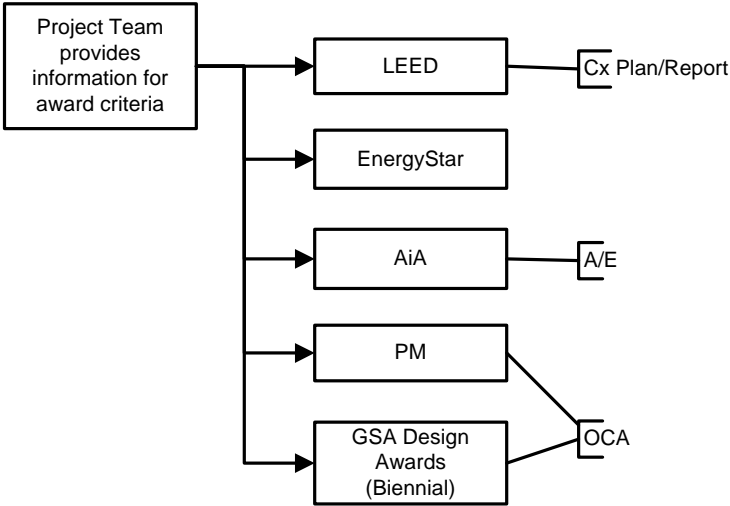 Project Team
provides
information for
award criteria
LEED
Cx Plan/Report
EnergyStar
AiA
A/E
PM
GSA Design
Awards
(Biennial)
OCA